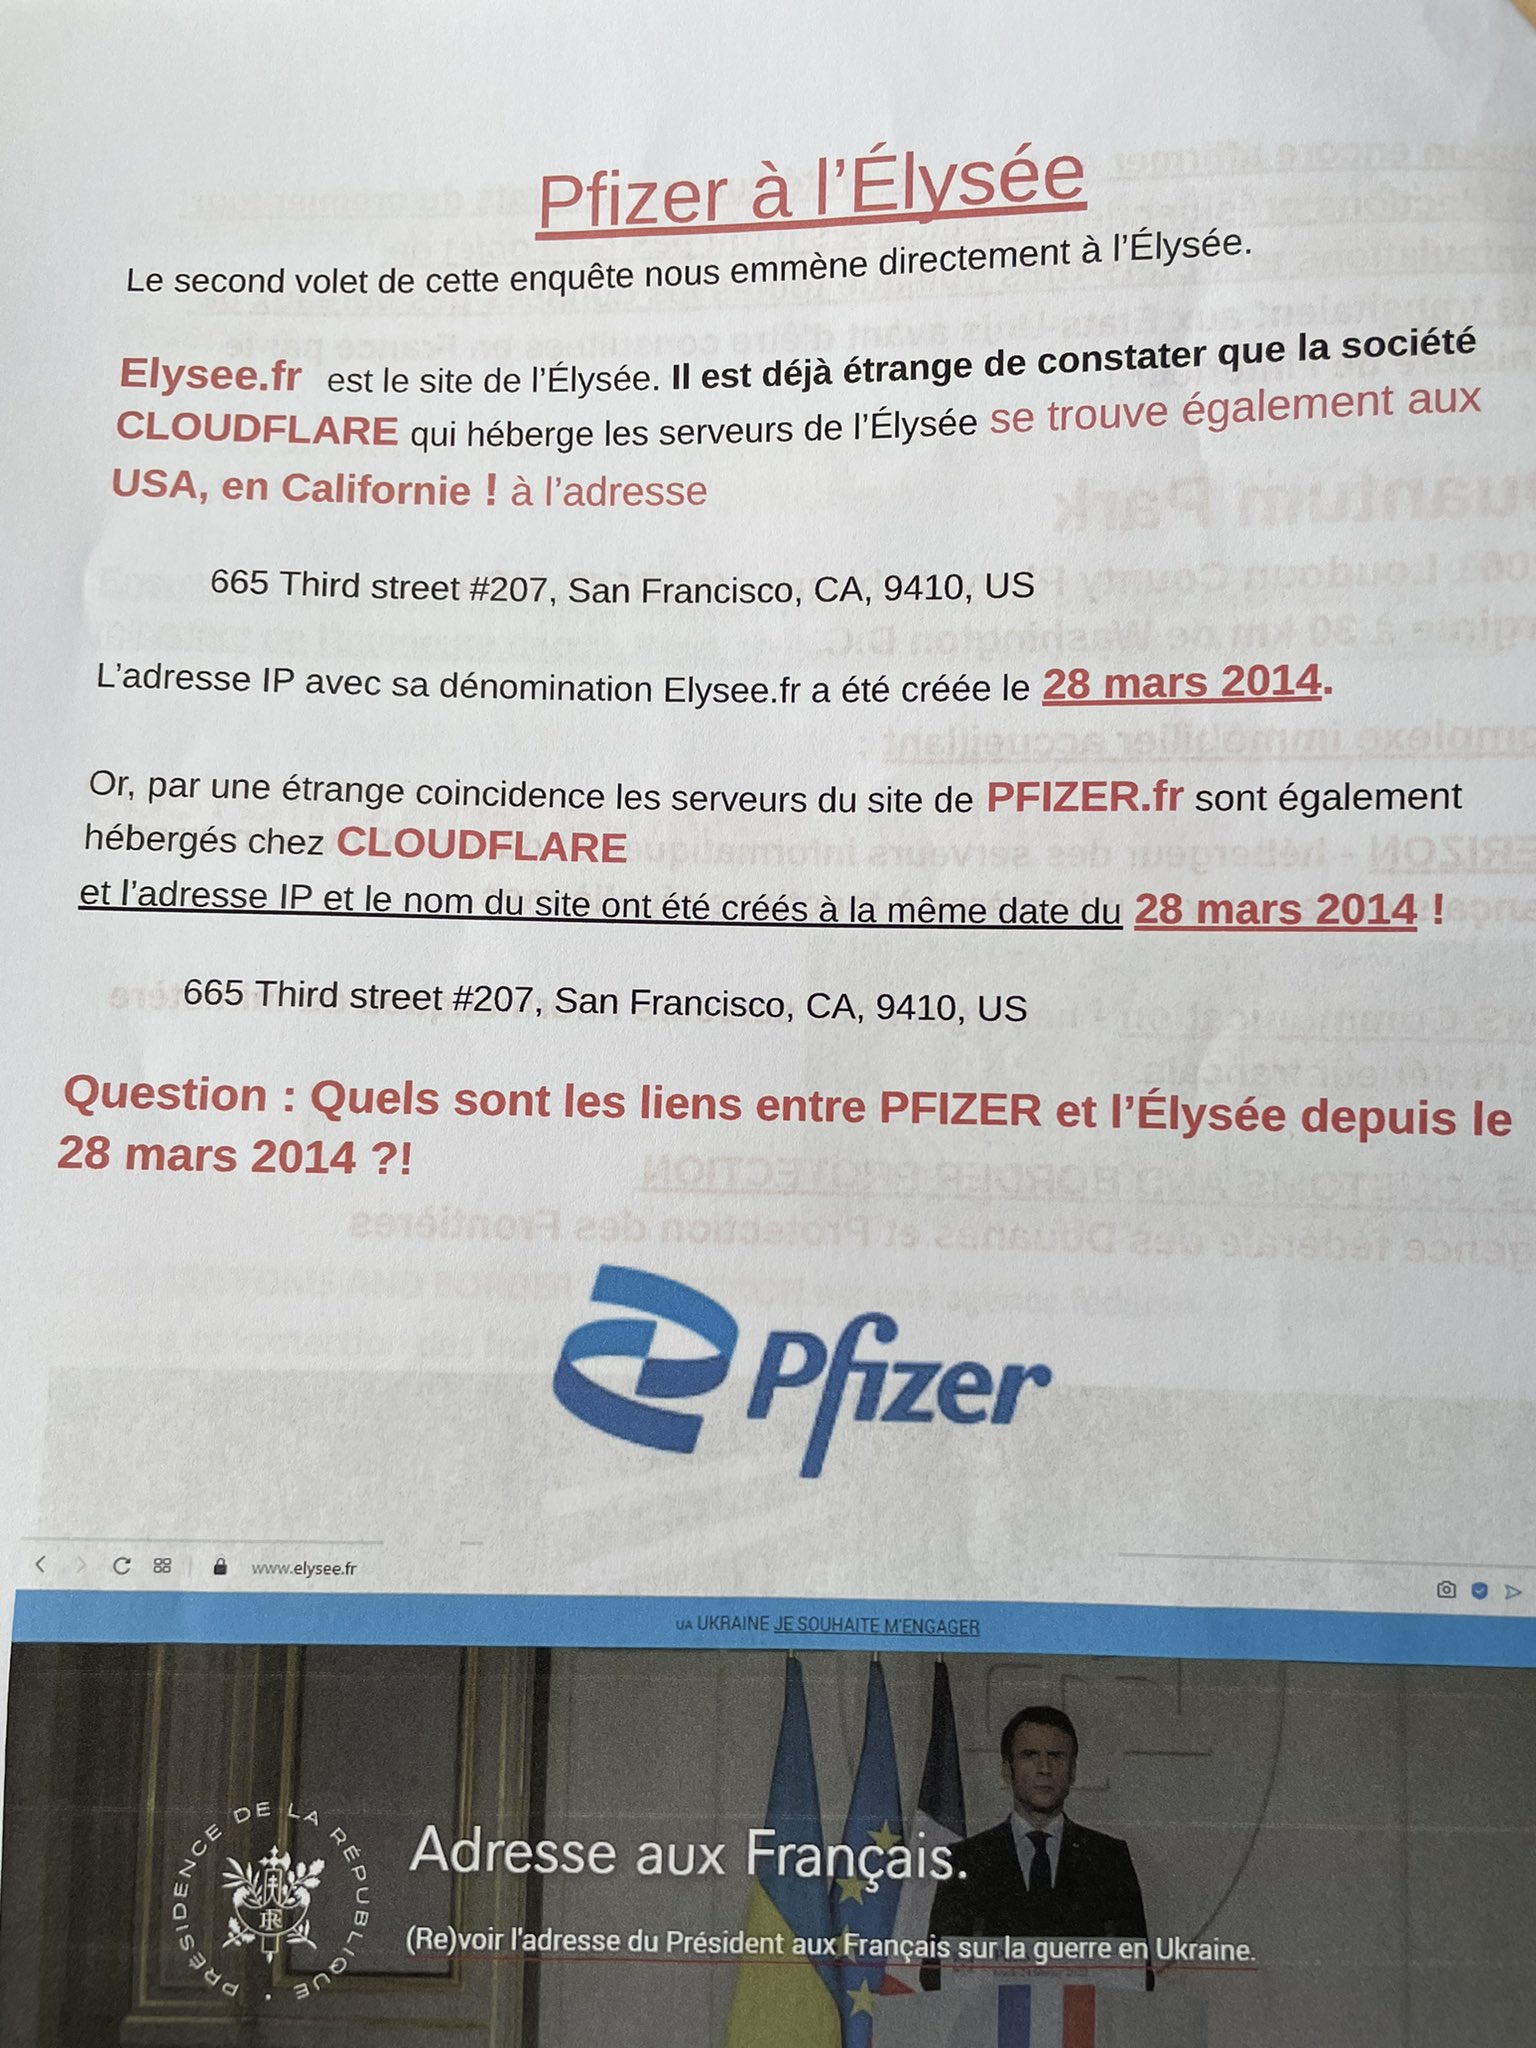 Pfizer à l'Élysée
Le second volet de cette enquête nous emmène directement à l'Élysée.
Elysee.fr est le site de l'Élysée. Il est déjà étrange de constater que la société
CLOUDFLARE qui héberge les serveurs de l'Élysée se trouve également aux
USA, en Californie ! à l'adresse
665 Third street #207, San Francisco, CA, 9410, US
L'adresse IP avec sa dénomination Elysee.fr a été créée le 28 mars 2014.
Or, par une étrange coincidence les serveurs du site de PFIZER.fr sont également
hébergés chez CLOUDFLARE
et l'adresse IP et le nom du site ont été créés à la même date du 28 mars 2014 !
665 Third street #207, San Francisco, CA, 9410, US
Question : Quels sont les liens entre PFIZER et l'Élysée depuis le
28 mars 2014 ?!
Pfizer
www.elysee.fr
UA UKRAINE JE SOUHAITE M'ENGAGER
PRÉSIDENCE DE LA RÉPUBLIQUE
RF
Adresse aux Français.
(Re)voir l'adresse du Président aux Français sur la guerre en Ukraine.